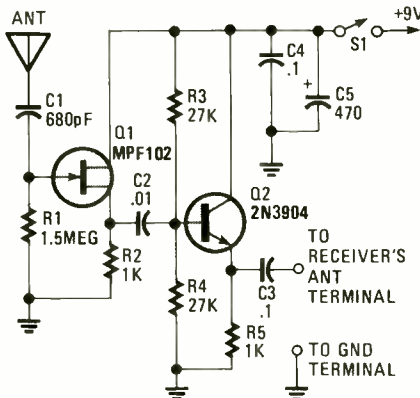 ANT
C1
680pF
Q1
MPF102
R1
1.5MEG
R2
1K
C2
.01
R3
27K
R4
27K
Q2
2N3904
R5
1K
C3
.1
C4
.1
+
C5
470
S1
+9V
TO
RECEIVER'S
ANT
TERMINAL
TO GND
TERMINAL